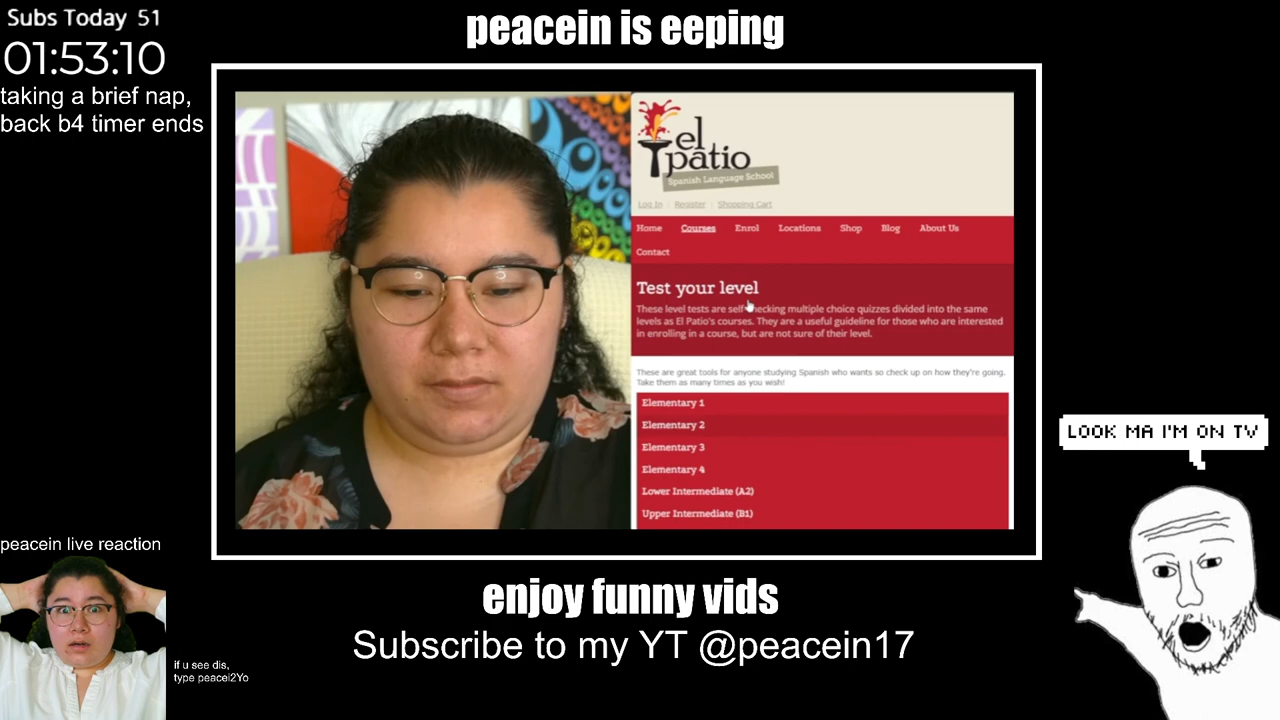 Subs Today 51
01:53:10
taking a brief nap,
back b4 timer ends
peacein is eeping
el
patio
Spanish Language School
Log In | Register | Shopping Cart
Home Courses Enrol Locations Shop Blog About Us
Contact
Test your level
These level tests are self checking multiple choice quizzes divided into the same
levels as El Patio's courses. They are a useful guideline for those who are interested
in enrolling in a course, but are not sure of their level.
These are great tools for anyone studying Spanish who wants so check up on how they're going.
Take them as many times as you wish!
Elementary 1
Elementary 2
Elementary 3
Elementary 4
Lower Intermediate (A2)
Upper Intermediate (B1)
LOOK MA I'M ON TV
peacein live reaction
if u see dis,
type peacei2Yo
enjoy funny vids
Subscribe to my YT @peacein17